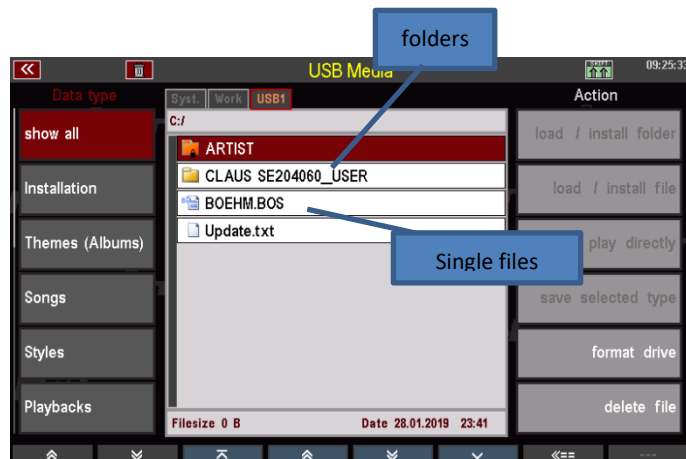 folders
USB Media
SHIFT
09:25:33
Data type
Syst. Work USB1
Action
C:/
show all
ARTIST
load / install folder
CLAUS SE204060_USER
Installation
load / install file
BOEHM.BOS
Themes (Albums)
Update.txt
play directly
Single files
Songs
save selected type
Styles
format drive
Playbacks
delete file
Filesize 0 B Date 28.01.2019 23:41
«==
---